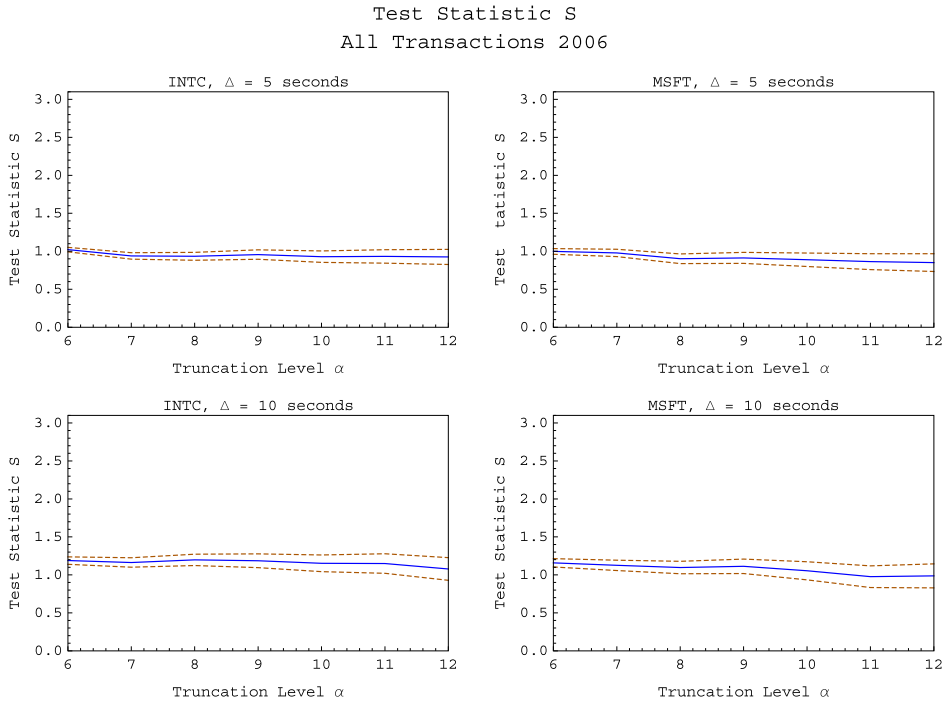 Test Statistic S
All Transactions 2006
INTC, Δ = 5 seconds
Test Statistic S
3.0
2.5
2.0
1.5
1.0
0.5
0.0
6 7 8 9 10 11 12
Truncation Level α
MSFT, Δ = 5 seconds
Test tatistic S
3.0
2.5
2.0
1.5
1.0
0.5
0.0
6 7 8 9 10 11 12
Truncation Level α
INTC, Δ = 10 seconds
Test Statistic S
3.0
2.5
2.0
1.5
1.0
0.5
0.0
6 7 8 9 10 11 12
Truncation Level α
MSFT, Δ = 10 seconds
Test Statistic S
3.0
2.5
2.0
1.5
1.0
0.5
0.0
6 7 8 9 10 11 12
Truncation Level α